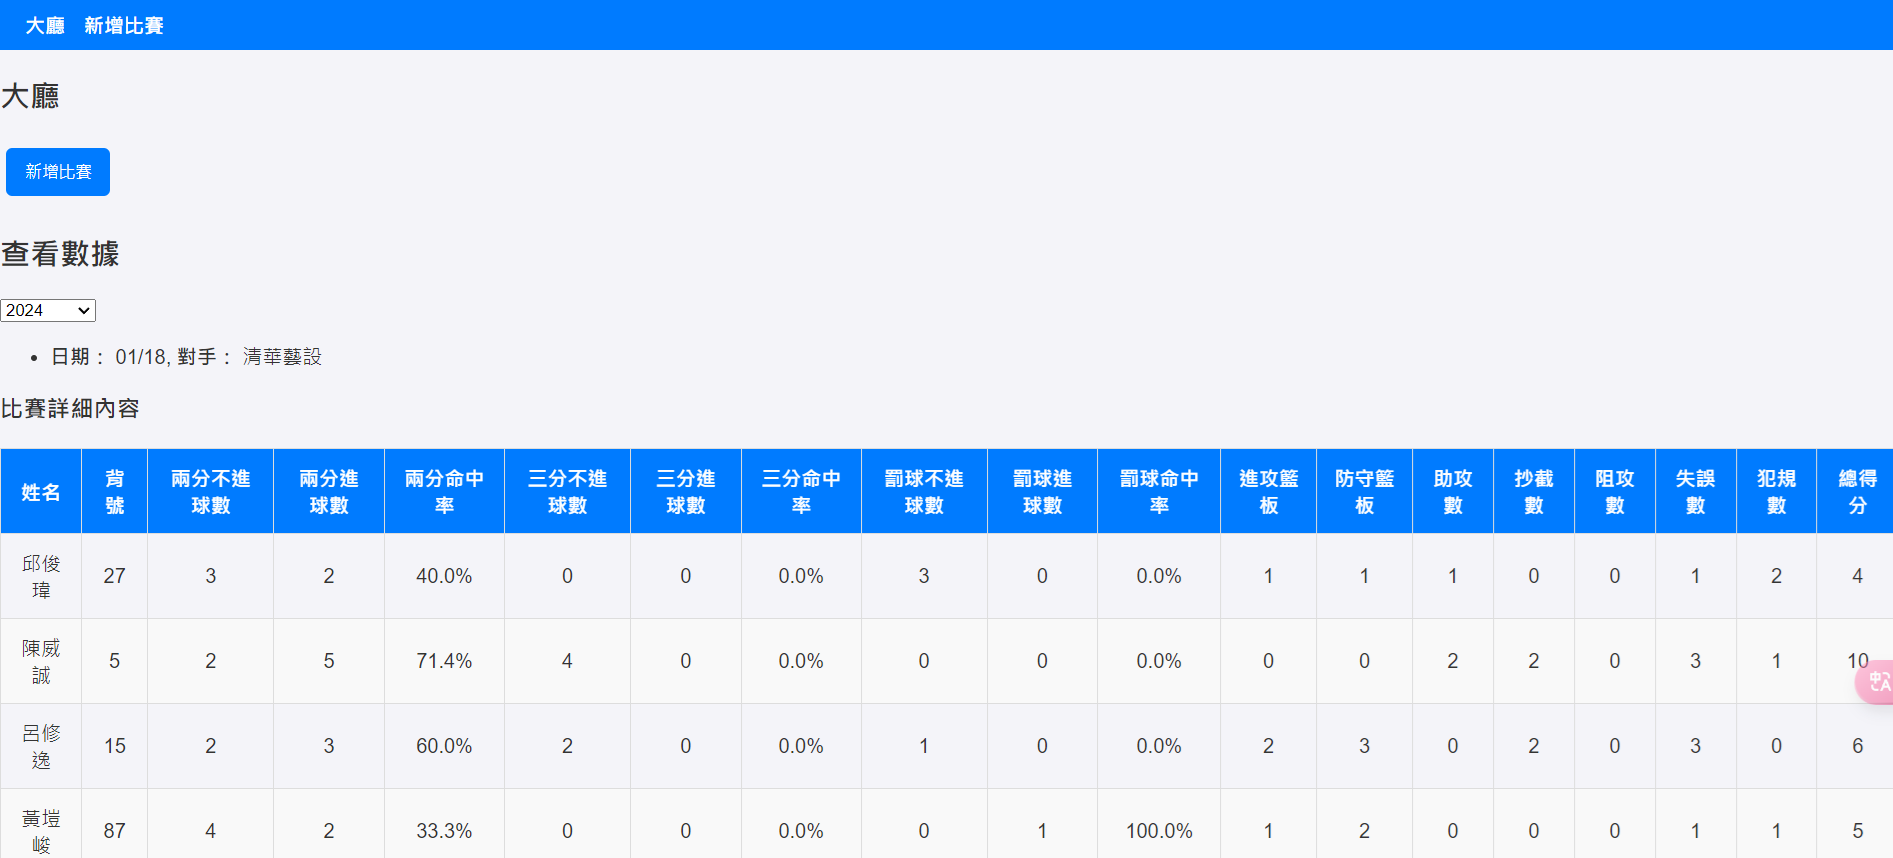 大廳 新增比賽
大廳
新增比賽
查看數據
2024
日期： 01/18, 對手： 清華藝設
比賽詳細內容
姓名 背號 兩分不進球數 兩分進球數 兩分命中率 三分不進球數 三分進球數 三分命中率 罰球不進球數 罰球進球數 罰球命中率 進攻籃板 防守籃板 助攻數 抄截數 阻攻數 失誤數 犯規數 總得分
邱俊瑋 27 3 2 40.0% 0 0 0.0% 3 0 0.0% 1 1 1 0 0 1 2 4
陳威誠 5 2 5 71.4% 4 0 0.0% 0 0 0.0% 0 0 2 2 0 3 1 10
呂修逸 15 2 3 60.0% 2 0 0.0% 1 0 0.0% 2 3 0 2 0 3 0 6
黃塏峻 87 4 2 33.3% 0 0 0.0% 0 1 100.0% 1 2 0 0 0 1 1 5